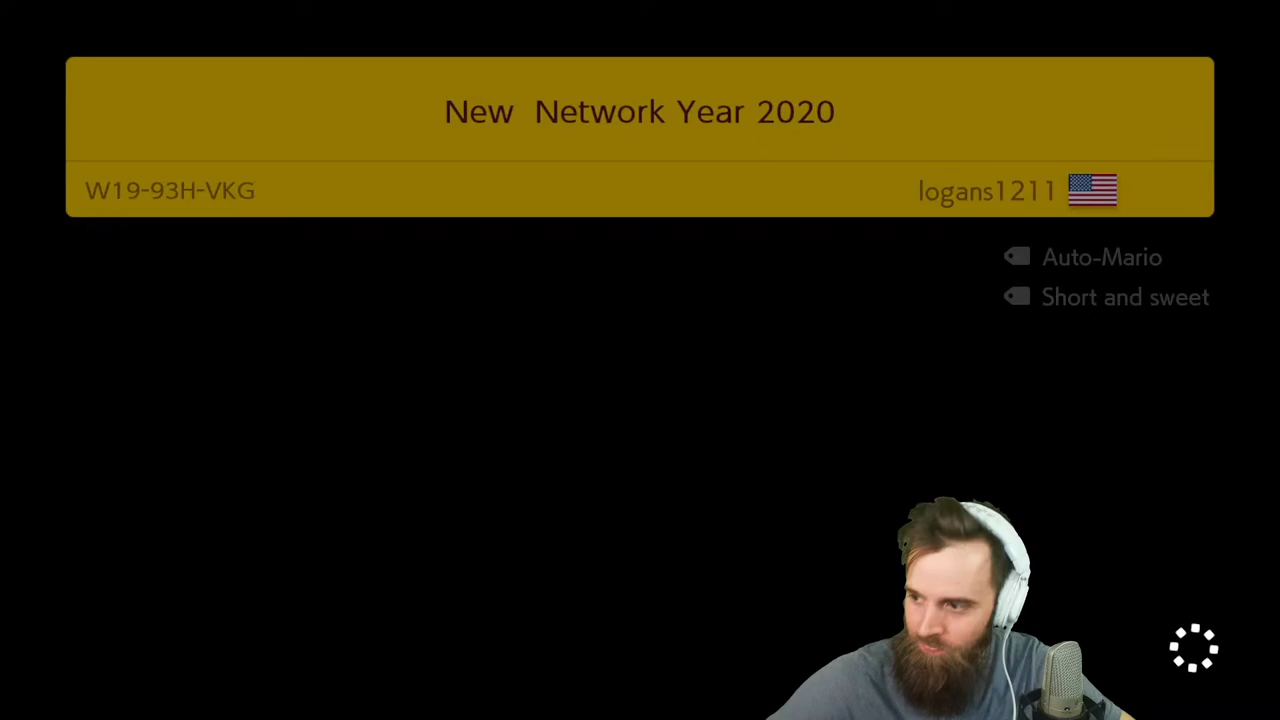 New  Network Year 2020
W19-93H-VKG
logans1211
Auto-Mario
Short and sweet